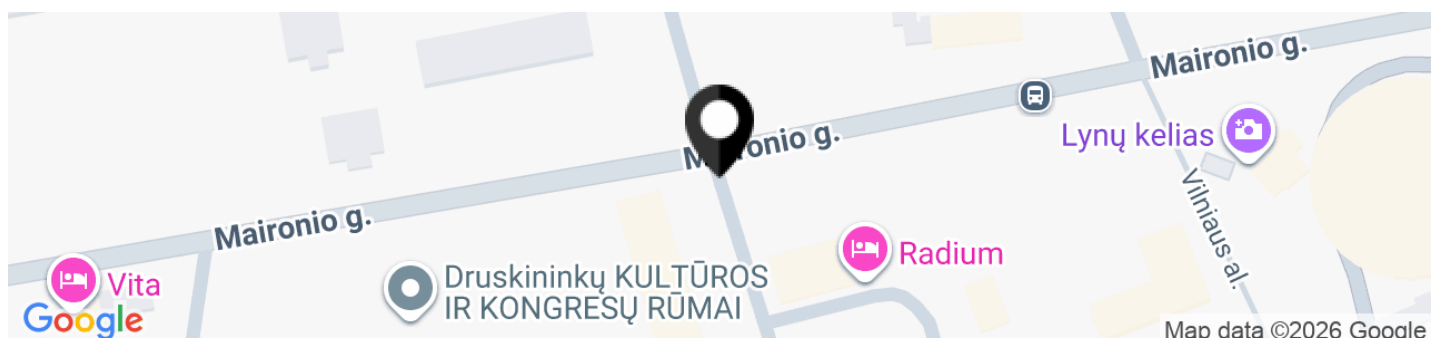 Maironio g.
Maironio g.
Lynų kelias
Maironio g.
Vilniaus al.
Radium
Druskininkų KULTŪROS
IR KONGRESŲ RŪMAI
Vita
Google
Map data ©2026 Google